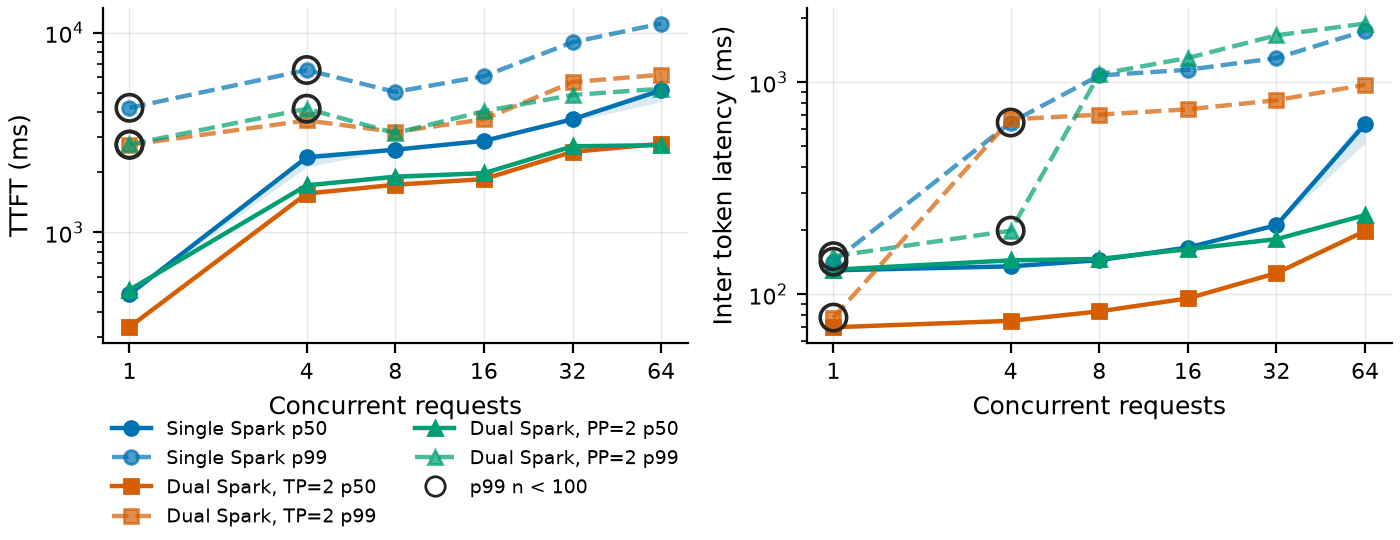 TTFT (ms)
10^4
10^3
1
4
8
16
32
64
Concurrent requests
Inter token latency (ms)
10^3
10^2
1
4
8
16
32
64
Concurrent requests
Single Spark p50
Single Spark p99
Dual Spark, TP=2 p50
Dual Spark, TP=2 p99
Dual Spark, PP=2 p50
Dual Spark, PP=2 p99
p99 n < 100